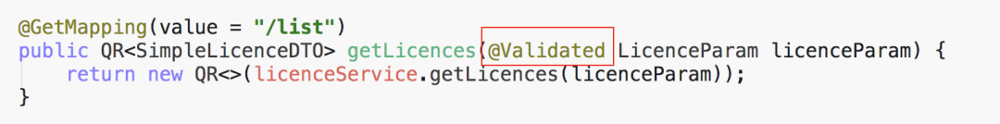 @GetMapping(value = "/list")
public QR<SimpleLicenceDTO> getLicences(@Validated LicenceParam licenceParam) {
    return new QR<>(licenceService.getLicences(licenceParam));
}